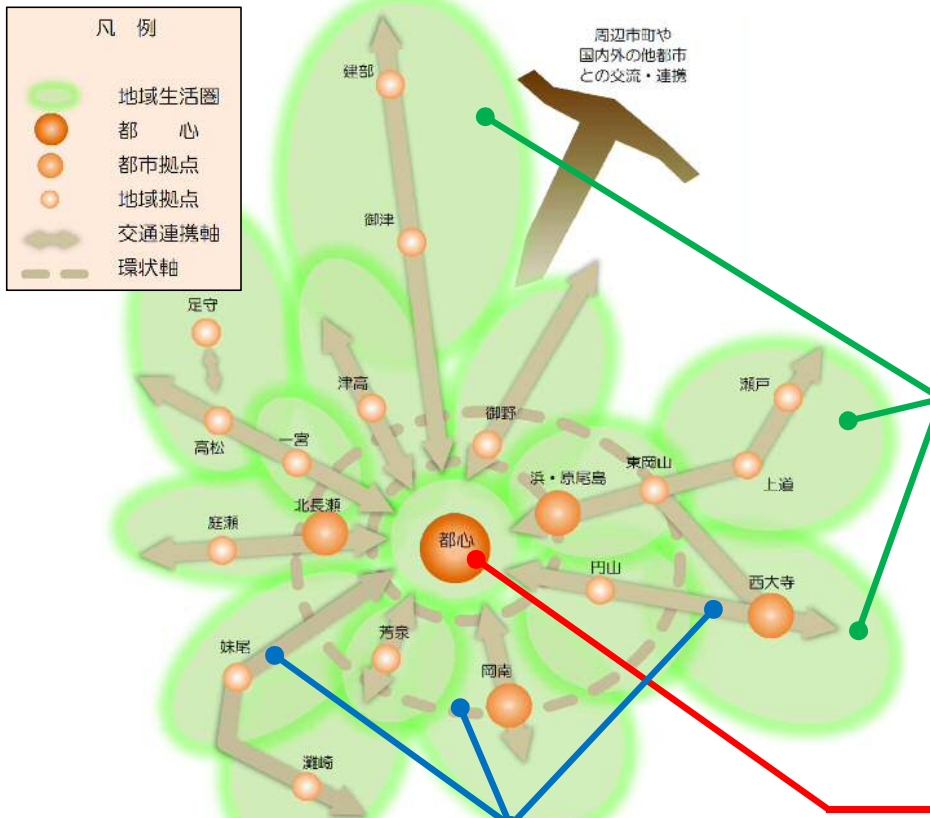 凡 例
地域生活圏
都 心
都市拠点
地域拠点
交通連携軸
環状軸
周辺市町や
国内外の他都市
との交流・連携
建部
御津
足守
津高
御野
瀬戸
高松
一宮
浜・原尾島
東岡山
上道
北長瀬
庭瀬
都心
円山
西大寺
妹尾
芳泉
岡南
灘崎